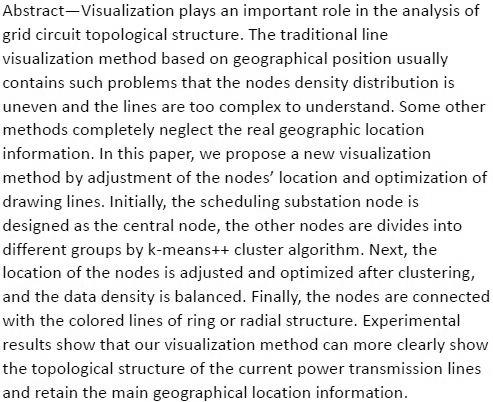 Abstract—Visualization plays an important role in the analysis of
grid circuit topological structure. The traditional line
visualization method based on geographical position usually
contains such problems that the nodes density distribution is
uneven and the lines are too complex to understand. Some other
methods completely neglect the real geographic location
information. In this paper, we propose a new visualization
method by adjustment of the nodes’ location and optimization of
drawing lines. Initially, the scheduling substation node is
designed as the central node, the other nodes are divides into
different groups by k-means++ cluster algorithm. Next, the
location of the nodes is adjusted and optimized after clustering,
and the data density is balanced. Finally, the nodes are connected
with the colored lines of ring or radial structure. Experimental
results show that our visualization method can more clearly show
the topological structure of the current power transmission lines
and retain the main geographical location information.